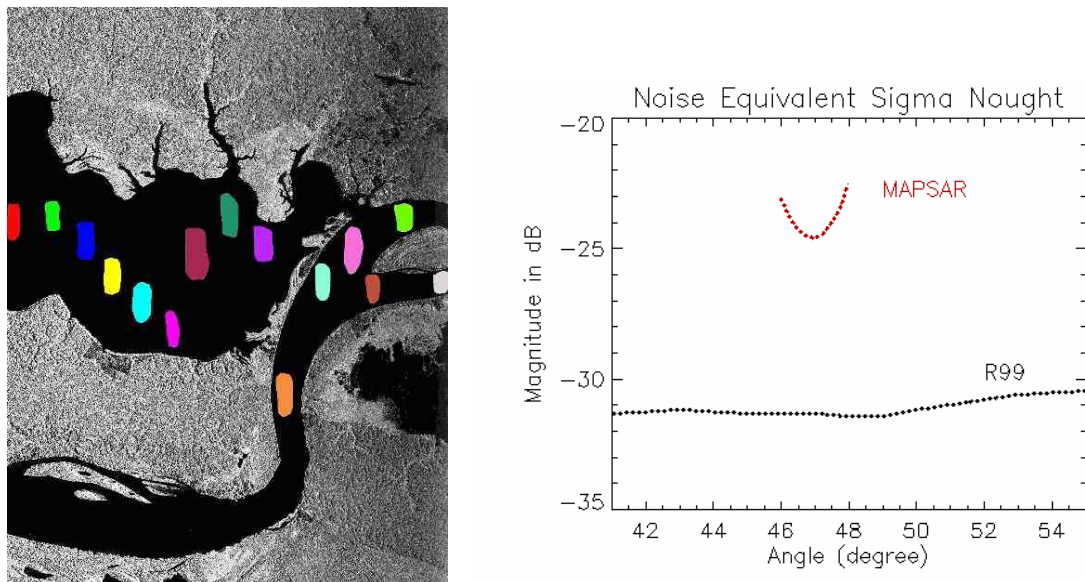 Noise Equivalent Sigma Nought
-20
MAPSAR
-25
Magnitude in dB
R99
-30
-35
42 44 46 48 50 52 54
Angle (degree)